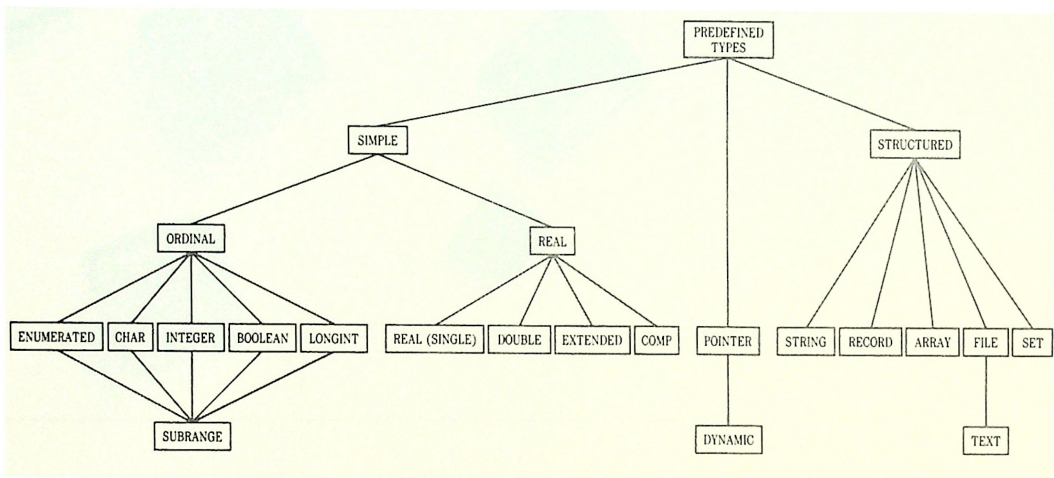 PREDEFINED
TYPES
SIMPLE
STRUCTURED
ORDINAL
REAL
ENUMERATED
CHAR
INTEGER
BOOLEAN
LONGINT
REAL (SINGLE)
DOUBLE
EXTENDED
COMP
POINTER
STRING
RECORD
ARRAY
FILE
SET
SUBRANGE
DYNAMIC
TEXT